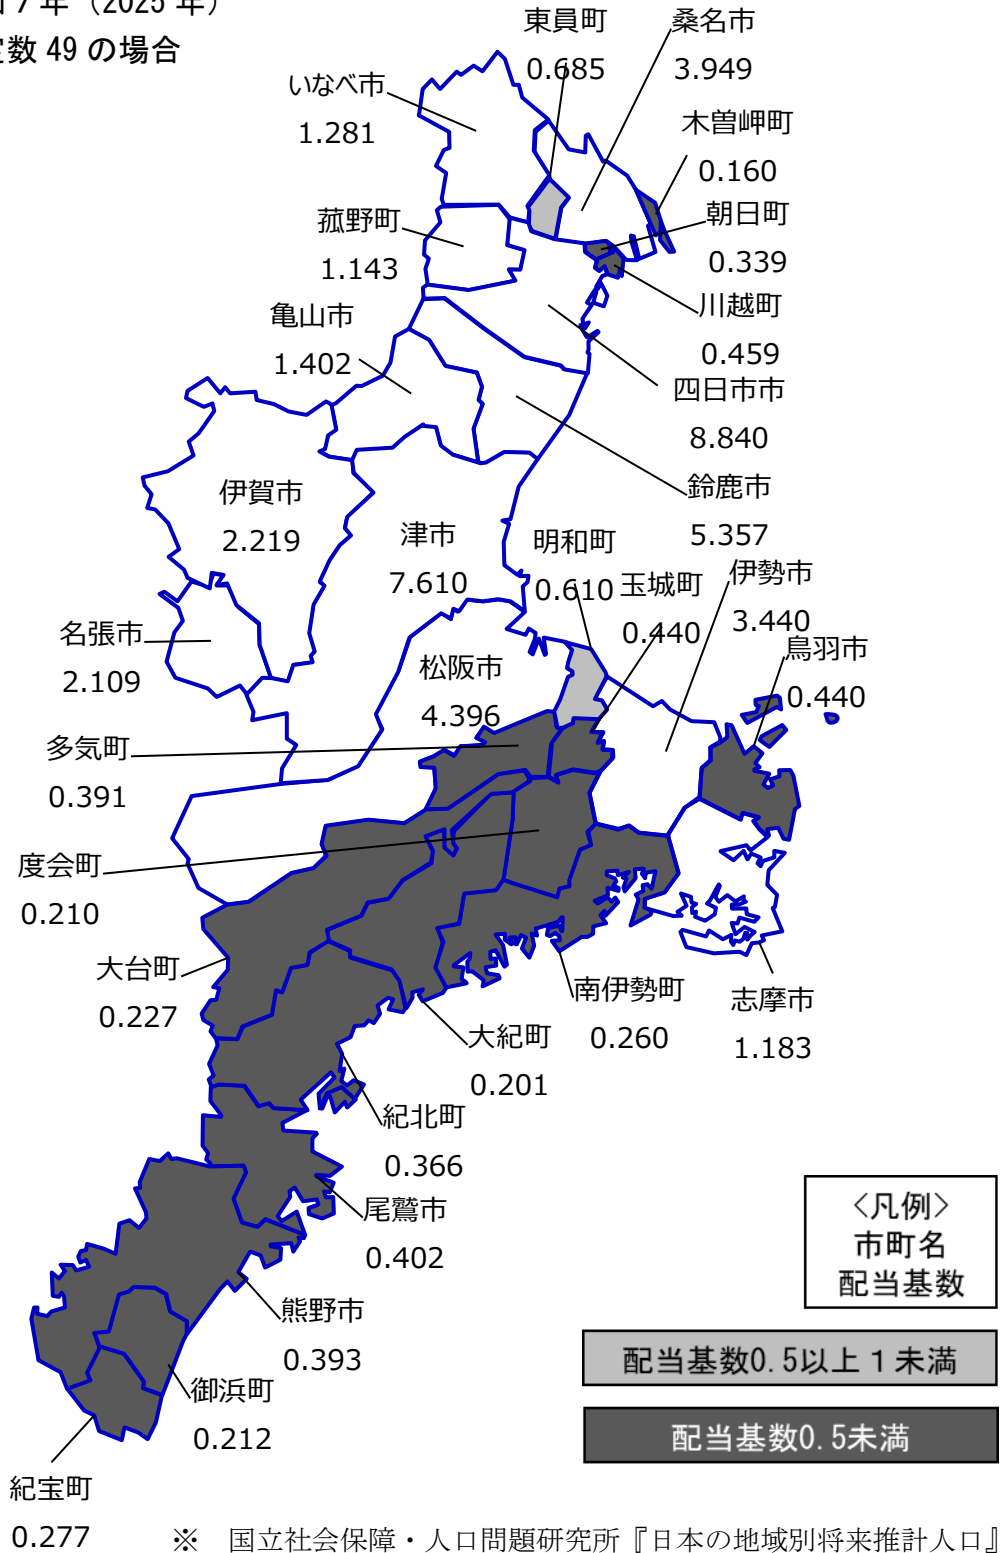 7 年（2025 年）
数 49 の場合
東員町
0.685
桑名市
3.949
いなべ市
1.281
木曽岬町
0.160
菰野町
1.143
朝日町
0.339
川越町
0.459
亀山市
1.402
四日市市
8.840
鈴鹿市
5.357
伊賀市
2.219
津市
7.610
明和町
0.610
玉城町
0.440
伊勢市
3.440
鳥羽市
0.440
名張市
2.109
松阪市
4.396
多気町
0.391
度会町
0.210
大台町
0.227
南伊勢町
0.260
志摩市
1.183
大紀町
0.201
紀北町
0.366
尾鷲市
0.402
熊野市
0.393
御浜町
0.212
紀宝町
0.277
〈凡例〉
市町名
配当基数
配当基数0.5以上１未満
配当基数0.5未満
※　国立社会保障・人口問題研究所『日本の地域別将来推計人口』